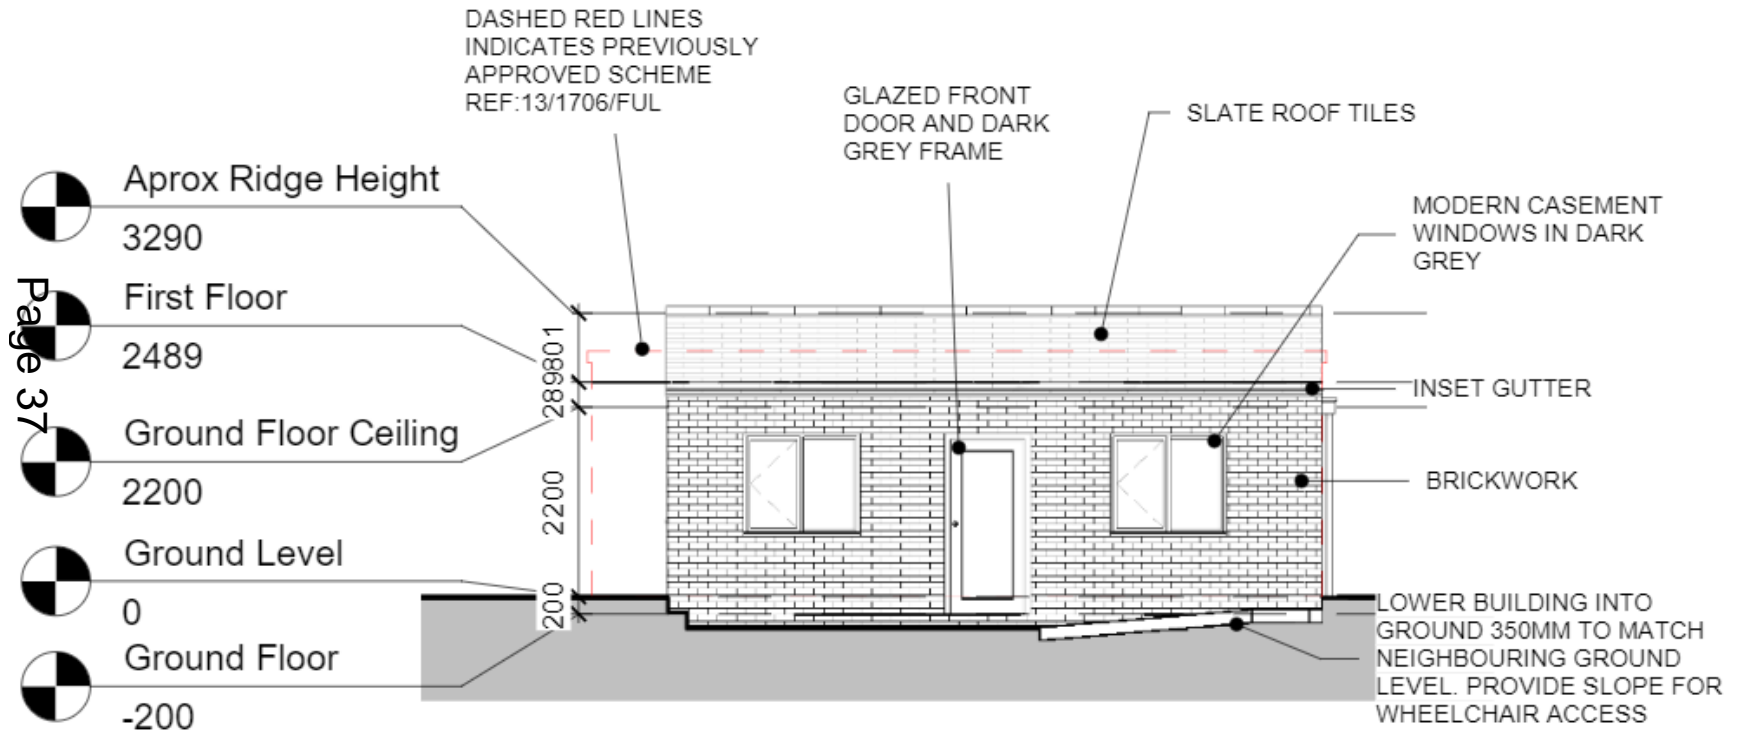 DASHED RED LINES
INDICATES PREVIOUSLY
APPROVED SCHEME
REF:13/1706/FUL
GLAZED FRONT
DOOR AND DARK
GREY FRAME
SLATE ROOF TILES
MODERN CASEMENT
WINDOWS IN DARK
GREY
Aprox Ridge Height
3290
First Floor
2489
Ground Floor Ceiling
2200
Ground Level
0
Ground Floor
-200
Page 37
801
289
2200
200
INSET GUTTER
BRICKWORK
LOWER BUILDING INTO
GROUND 350MM TO MATCH
NEIGHBOURING GROUND
LEVEL. PROVIDE SLOPE FOR
WHEELCHAIR ACCESS